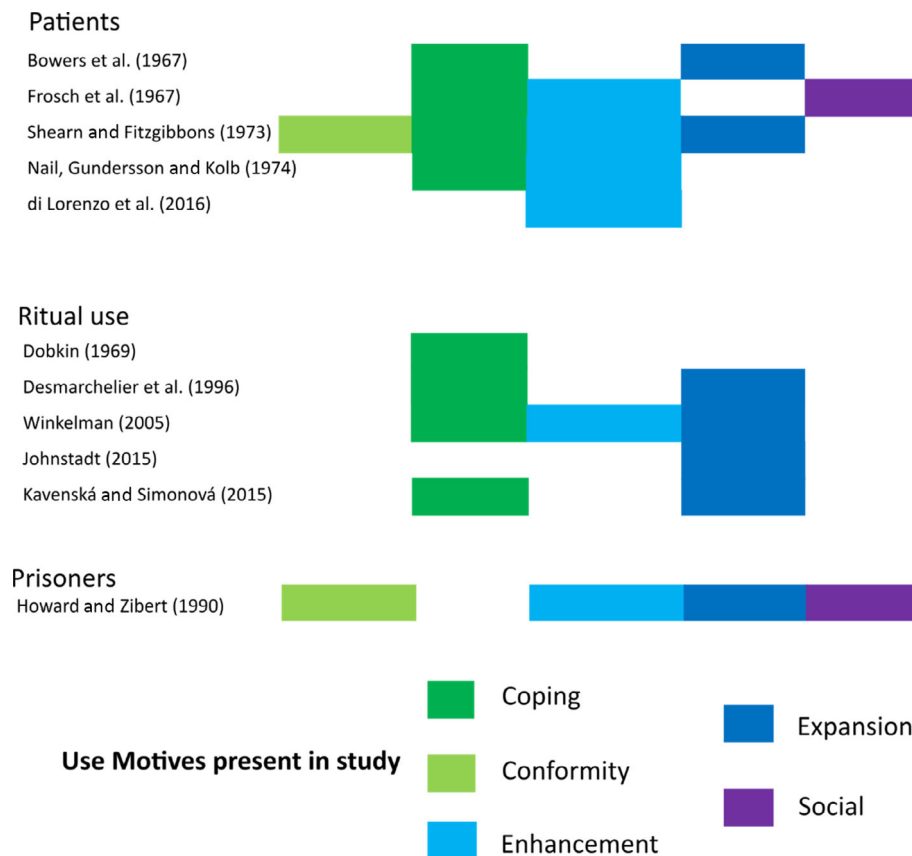 Patients
Bowers et al. (1967)
Frosch et al. (1967)
Shearn and Fitzgibbons (1973)
Nail, Gundersson and Kolb (1974)
di Lorenzo et al. (2016)
Ritual use
Dobkin (1969)
Desmarchelier et al. (1996)
Winkelman (2005)
Johnstadt (2015)
Kavenská and Simonová (2015)
Prisoners
Howard and Zibert (1990)
Use Motives present in study
Coping
Conformity
Enhancement
Expansion
Social